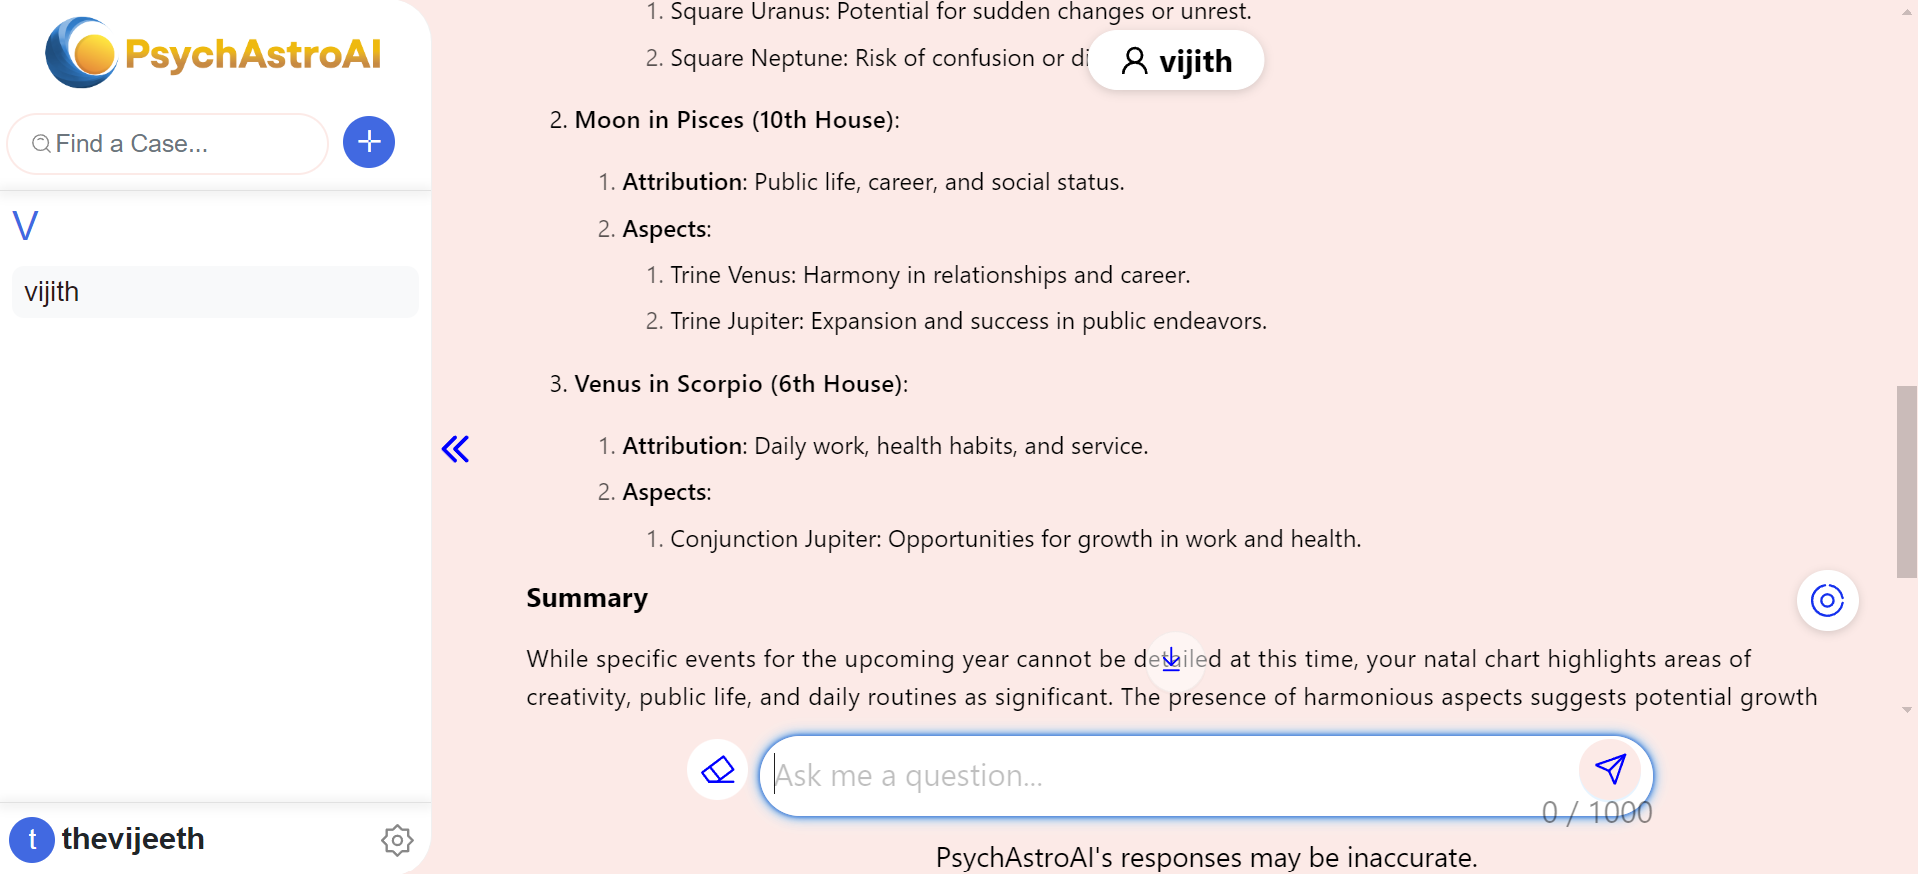 PsychAstroAI
Find a Case...
V
vijith
thevijeeth
t
1. Square Uranus: Potential for sudden changes or unrest.
2. Square Neptune: Risk of confusion or di
vijith
2. Moon in Pisces (10th House):
1. Attribution: Public life, career, and social status.
2. Aspects:
1. Trine Venus: Harmony in relationships and career.
2. Trine Jupiter: Expansion and success in public endeavors.
3. Venus in Scorpio (6th House):
1. Attribution: Daily work, health habits, and service.
2. Aspects:
1. Conjunction Jupiter: Opportunities for growth in work and health.
Summary
While specific events for the upcoming year cannot be detailed at this time, your natal chart highlights areas of
creativity, public life, and daily routines as significant. The presence of harmonious aspects suggests potential growth
Ask me a question...
0 / 1000
PsychAstroAI's responses may be inaccurate.